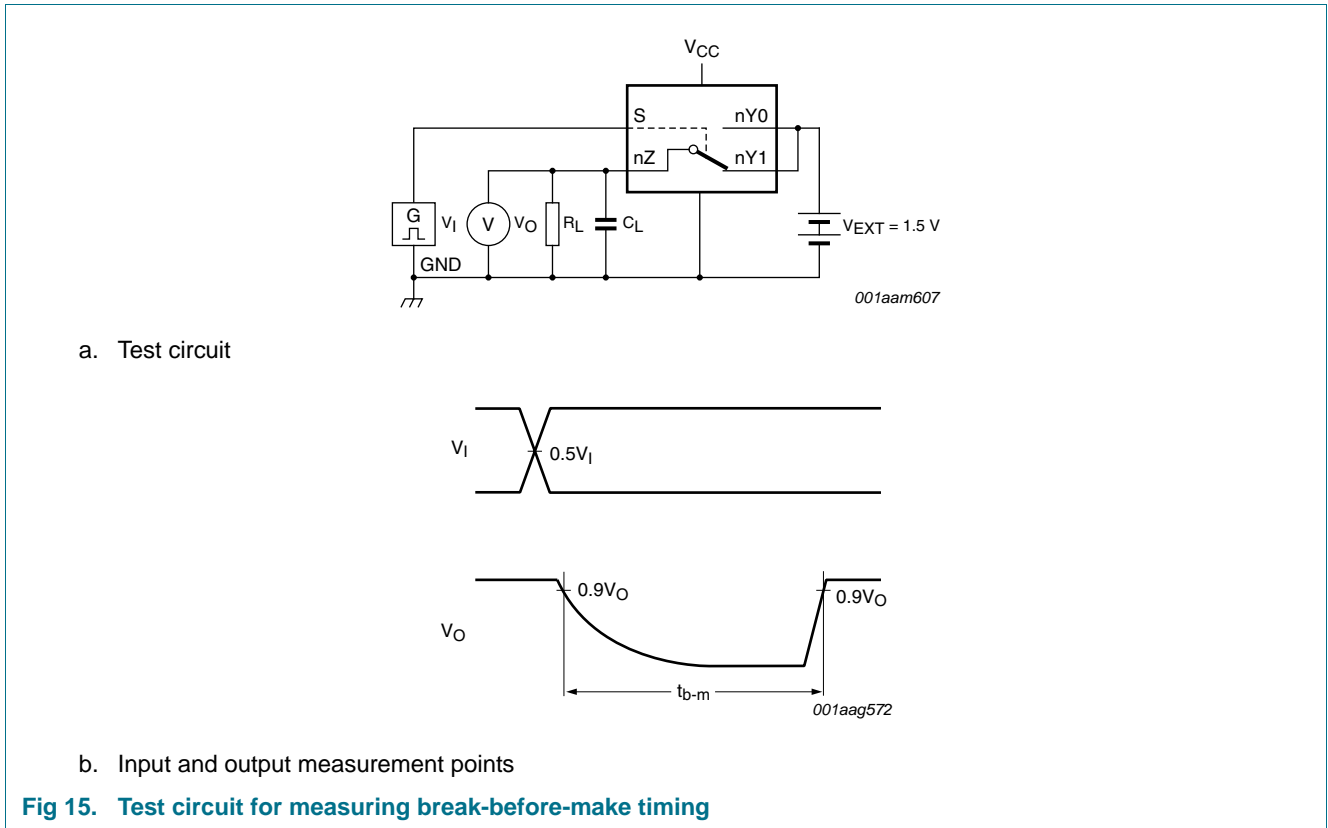 VCC
S nY0
nZ nY1
G VI V VO RL CL VEXT = 1.5 V
GND
001aam607
a. Test circuit
VI 0.5VI
0.9VO 0.9VO
VO
tb-m
001aag572
b. Input and output measurement points
Fig 15. Test circuit for measuring break-before-make timing